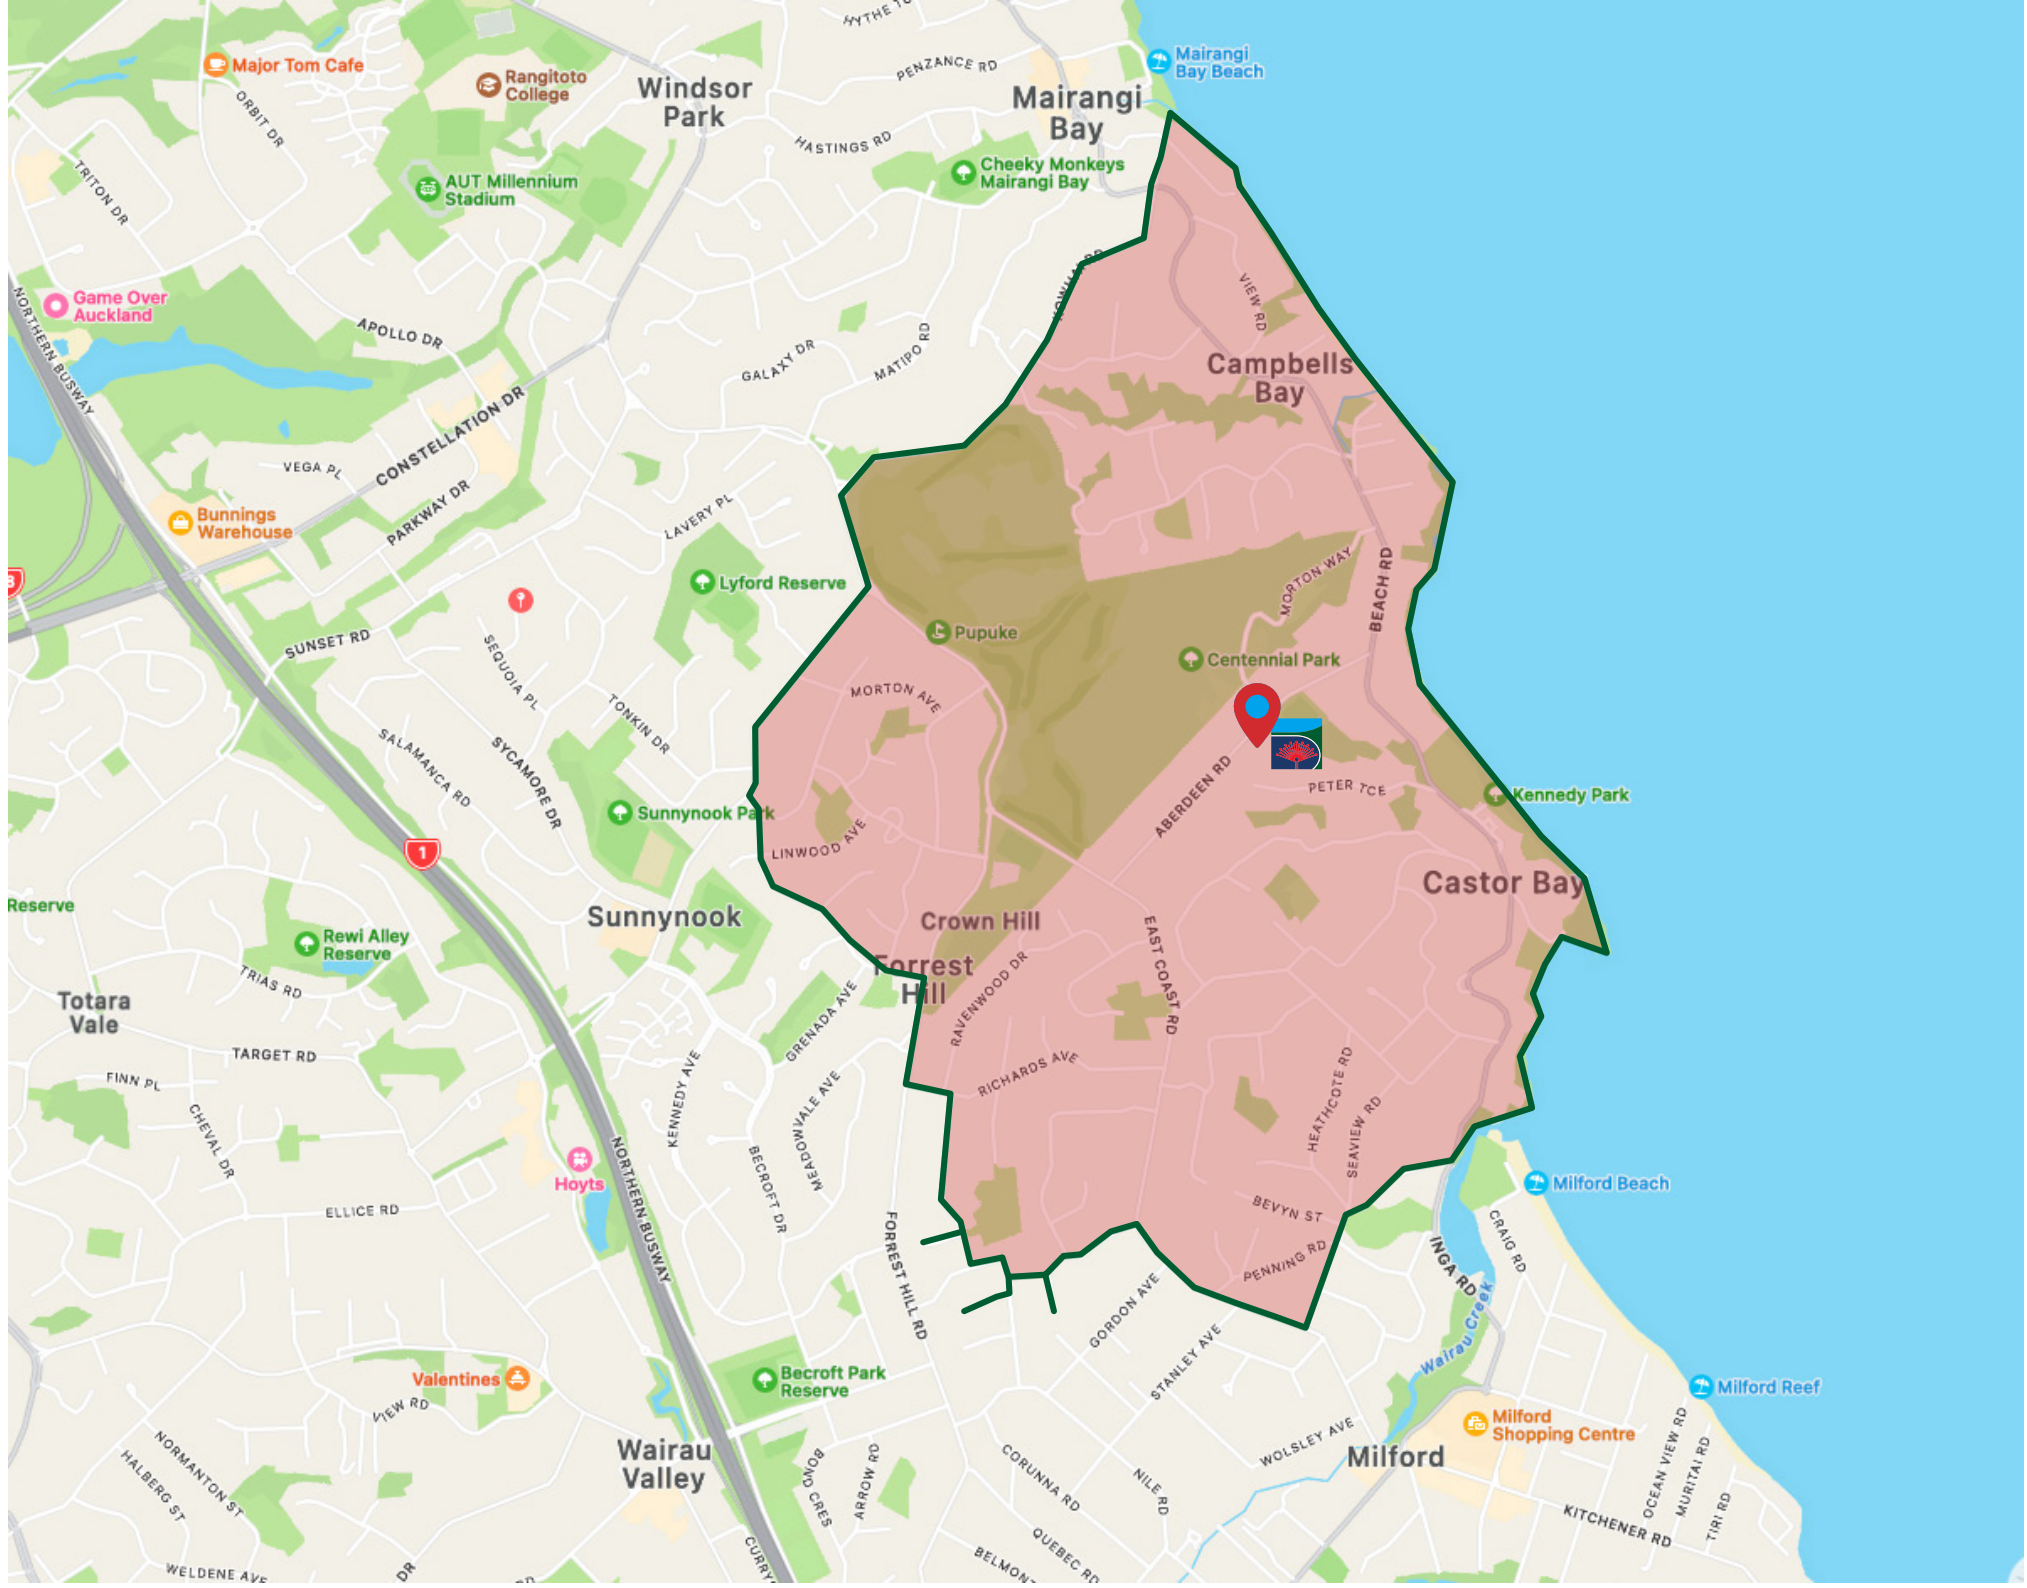 HYTHE
Mairangi
Bay Beach
Major Tom Cafe
Rangitoto
College
Windsor
Park
PENZANCE RD
Mairangi
Bay
ORBIT DR
HASTINGS RD
Cheeky Monkeys
Mairangi Bay
TRITON DR
AUT Millennium
Stadium
RD
VIEW RD
Game Over
Auckland
NORTHERN BUSWAY
APOLLO DR
GALAXY DR
MATIPO RD
Campbells
Bay
CONSTELLATION DR
VEGA PL
PARKWAY DR
LAVERY PL
Bunnings
Warehouse
MORTON WAY
BEACH RD
Lyford Reserve
SUNSET RD
SEQUOIA PL
Pupuke
Centennial Park
MORTON AVE
TONKIN DR
SALAMANCA RD
SYCAMORE DR
ABERDEEN RD
PETER TCE
Kennedy Park
Sunnynook Park
LINWOOD AVE
1
Castor Bay
Reserve
Sunnynook
Crown Hill
EAST COAST RD
Rewi Alley
Reserve
Forrest
Hill
RAVENWOOD DR
TRIAS RD
GRENADA AVE
Totara
Vale
TARGET RD
FINN PL
KENNEDY AVE
RICHARDS AVE
HEATHCOTE RD
MEADOWVALE AVE
SEAVIEW RD
CHEVAL DR
NORTHERN BUSWAY
BECROFT DR
Hoyts
Milford Beach
ELLICE RD
BEVYN ST
CRAIG RD
FORREST HILL RD
INGA RD
PENNING RD
GORDON AVE
Wairau Creek
STANLEY AVE
Valentines
Becroft Park
Reserve
Milford Reef
VIEW RD
Milford
Shopping Centre
NORMANTON ST
HALBERG ST
Wairau
Valley
BOND CRES
ARROW RD
CORUNNA RD
NILE RD
WOLSLEY AVE
Milford
OCEAN VIEW RD
MURITAI RD
TIRI RD
KITCHENER RD
QUEBEC RD
WELDENE AVE
DR